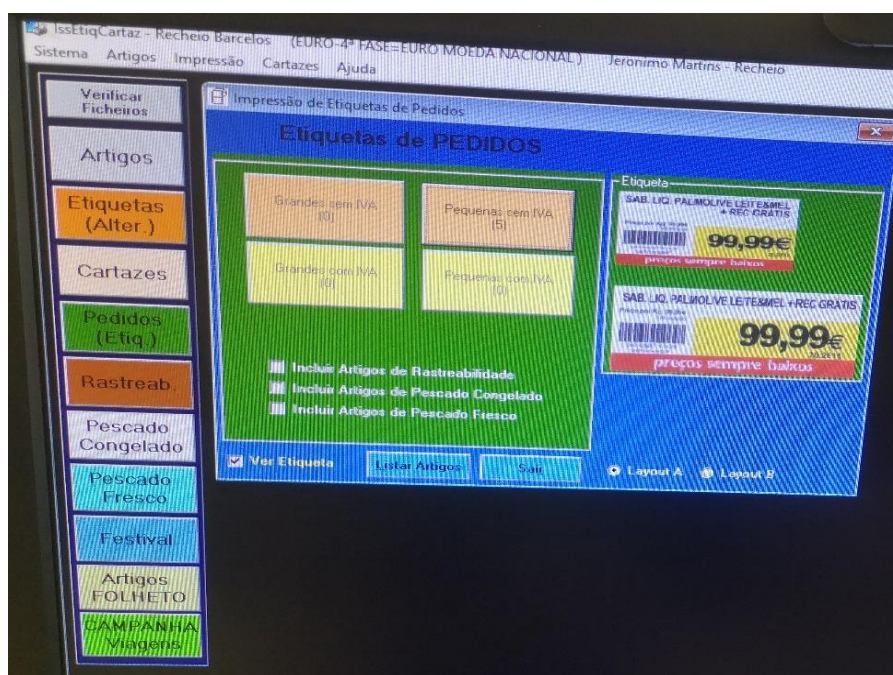 IssEtiqCartaz - Recheio Barcelos (EURO-4ª FASE=EURO MOEDA NACIONAL ) Jeronimo Martins - Recheio
Sistema Artigos Impressão Cartazes Ajuda
Verificar
Ficheiros
Artigos
Etiquetas
(Alter.)
Cartazes
Pedidos
(Etiq.)
Rastreab.
Pescado
Congelado
Pescado
Fresco
Festival
Artigos
FOLHETO
CAMPANHA
Viagens
Impressão de Etiquetas de Pedidos
Etiquetas de PEDIDOS
Grandes sem IVA
(0)
Pequenas sem IVA
(5)
Grandes com IVA
(0)
Pequenas com IVA
(0)
Incluir Artigos de Rastreabilidade
Incluir Artigos de Pescado Congelado
Incluir Artigos de Pescado Fresco
Ver Etiqueta
Listar Artigos
Sair
Etiqueta
SAB. LIQ. PALMOLIVE LEITE&MEL
+ REC GRATIS
99,99€
preços sempre baixos
SAB. LIQ. PALMOLIVE LEITE&MEL +REC GRATIS
99,99€
preços sempre baixos
Layout A
Layout B